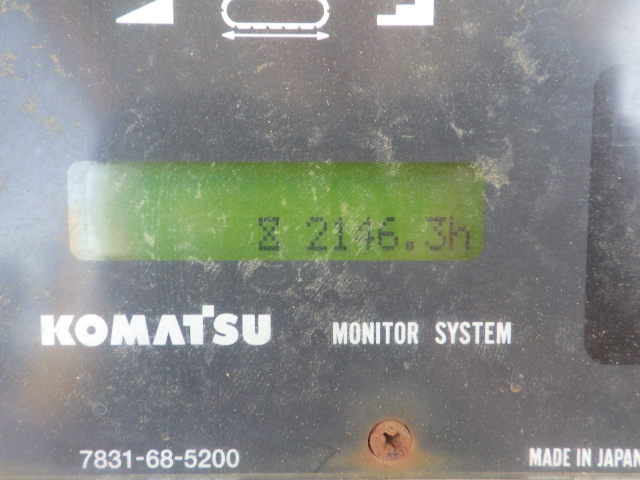 2146.3h
KOMATSU MONITOR SYSTEM
7831-68-5200 MADE IN JAPAN